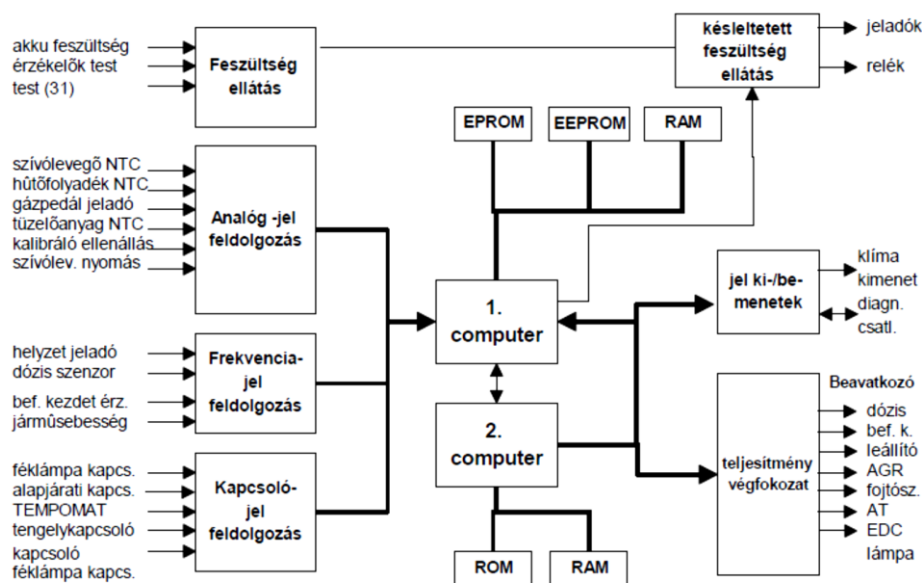 akku feszültség
érzékelők test
test (31)
Feszültség
ellátás
késleltetett
feszültség
ellátás
jeladók
relék
EPROM
EEPROM
RAM
szívólevegő NTC
hűtőfolyadék NTC
gázpedál jeladó
tüzelőanyag NTC
kalibráló ellenállás
szívólev. nyomás
Analóg -jel
feldolgozás
1.
computer
jel ki-/be-
menetek
klíma
kimenet
diagn.
csatl.
helyzet jeladó
dózis szenzor
bef. kezdet érz.
jármûsebesség
Frekvencia-
jel
feldolgozás
2.
computer
féklámpa kapcs.
alapjárati kapcs.
TEMPOMAT
tengelykapcsoló
kapcsoló
féklámpa kapcs.
Kapcsoló-
jel
feldolgozás
ROM
RAM
teljesítmény
végfokozat
Beavatkozó
dózis
bef. k.
leállító
AGR
fojtósz.
AT
EDC
lámpa